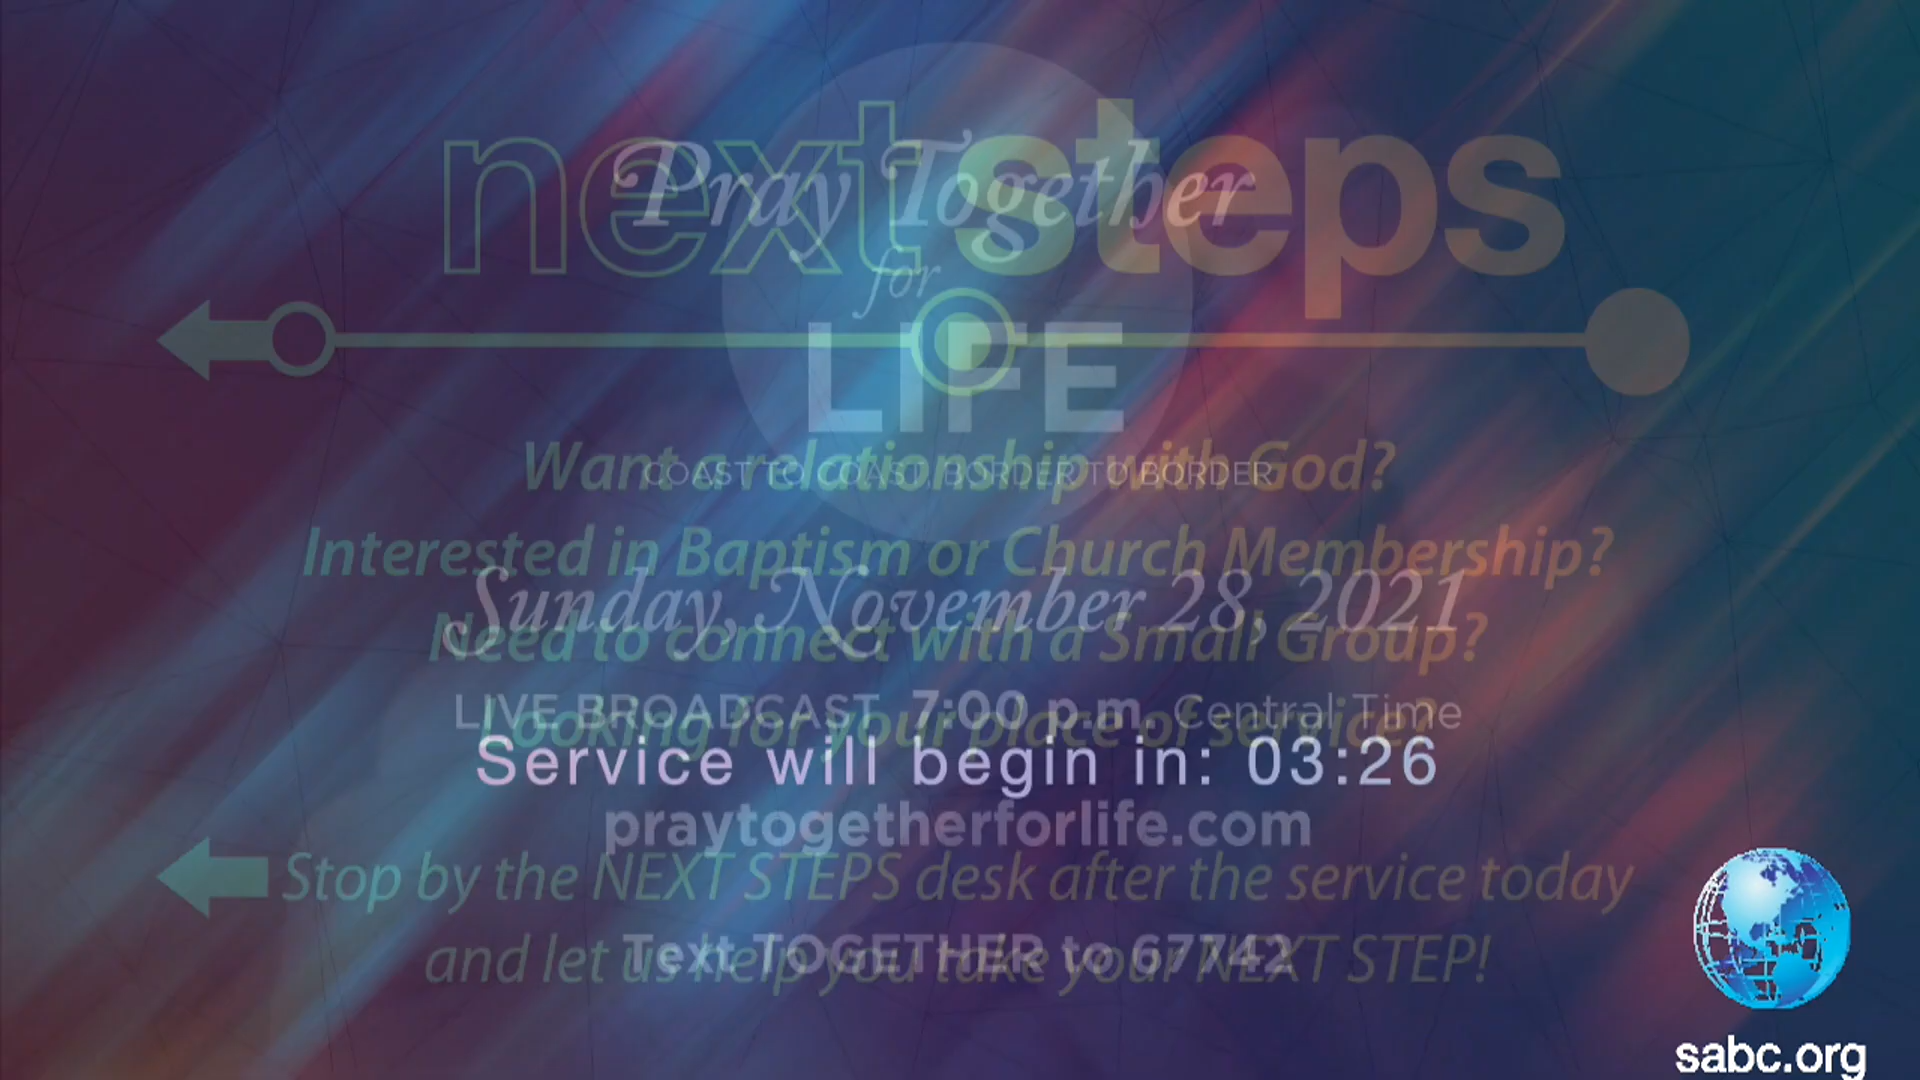 next steps
Pray Together
for
LIFE
Want a relationship with God?
COAST TO COAST, BORDER TO BORDER
Interested in Baptism or Church Membership?
Sunday, November 28, 2021
Need to connect with a Small Group?
LIVE BROADCAST 7:00 p.m. Central Time
Looking for your place of service?
Service will begin in: 03:26
praytogetherforlife.com
Stop by the NEXT STEPS desk after the service today
Text TOGETHER to 67742
and let us help you take your NEXT STEP!
sabc.org